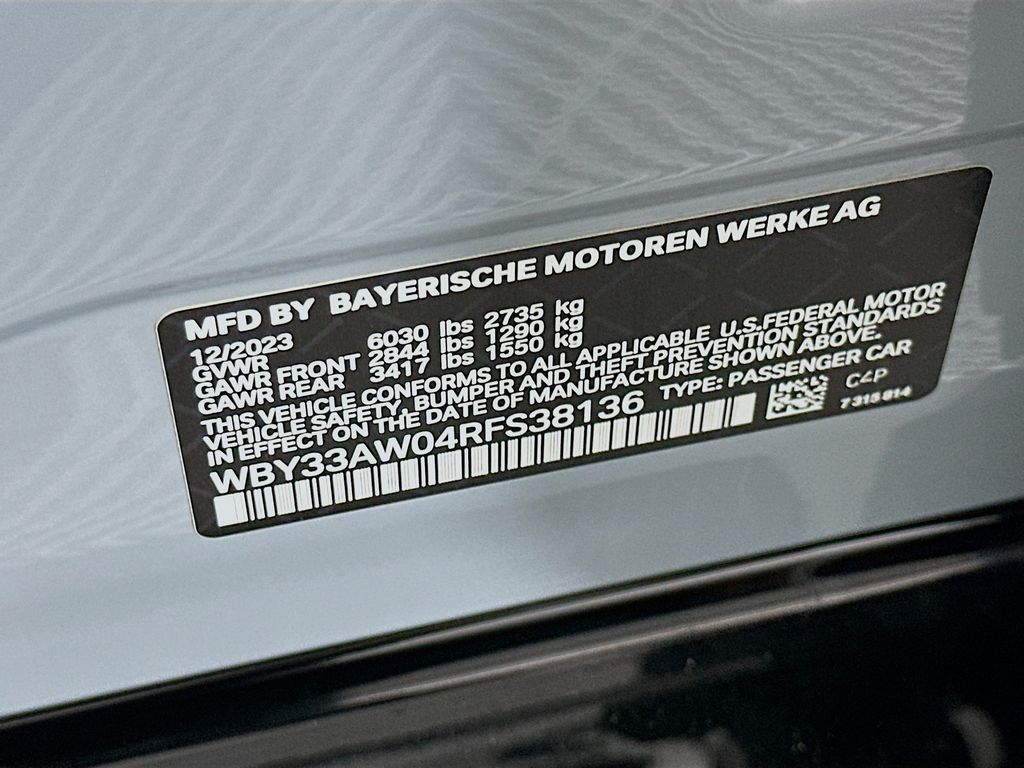 MFD BY BAYERISCHE MOTOREN WERKE AG
12/2023
GVWR 6030 lbs 2735 kg
GAWR FRONT 2844 lbs 1290 kg
GAWR REAR 3417 lbs 1550 kg
THIS VEHICLE CONFORMS TO ALL APPLICABLE U.S.FEDERAL MOTOR
VEHICLE SAFETY, BUMPER AND THEFT PREVENTION STANDARDS
IN EFFECT ON THE DATE OF MANUFACTURE SHOWN ABOVE.
WBY33AW04RFS38136 TYPE: PASSENGER CAR
C4P
7 315 814